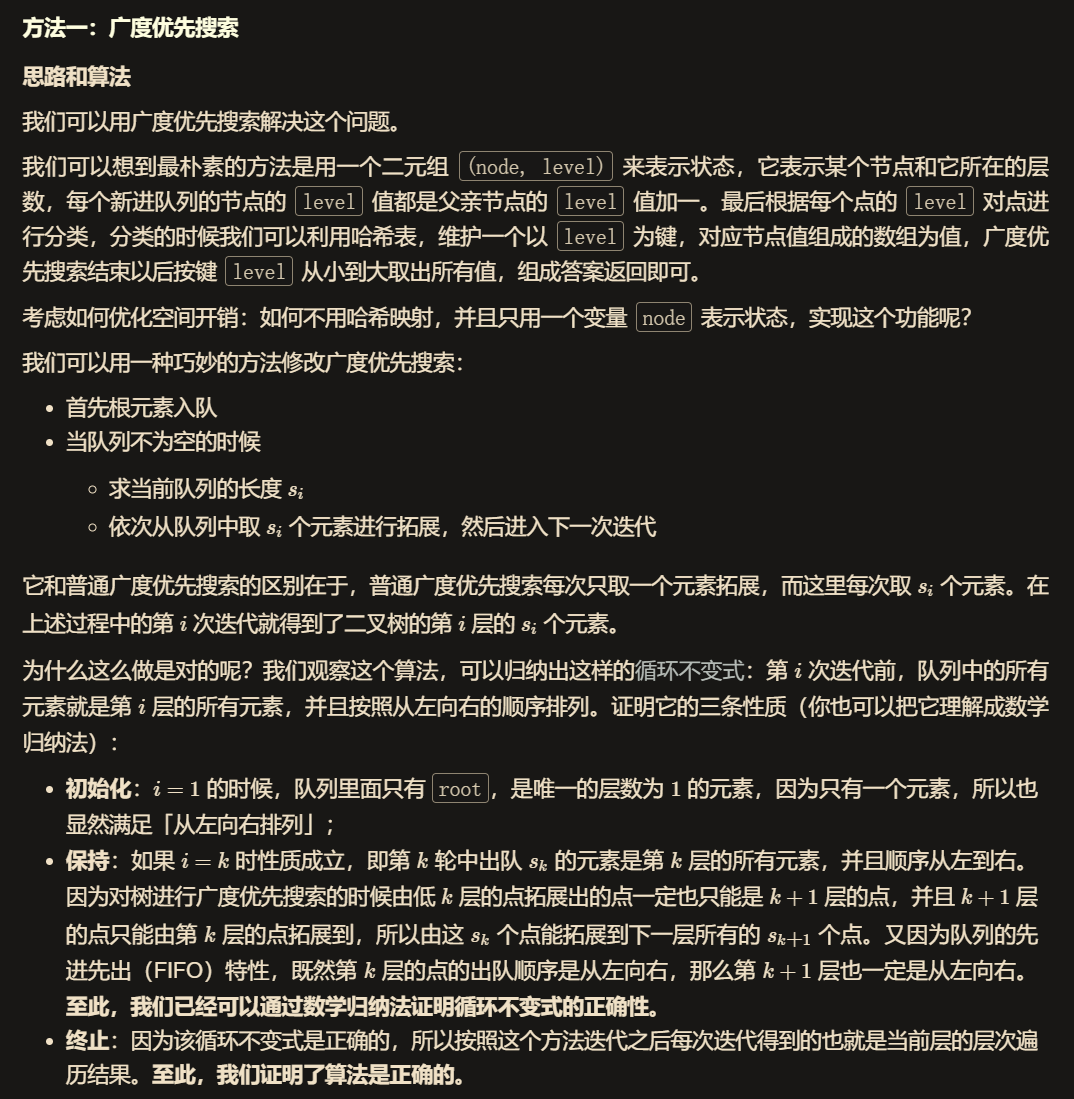 方法一：广度优先搜索
思路和算法
我们可以用广度优先搜索解决这个问题。
我们可以想到最朴素的方法是用一个二元组 (node, level) 来表示状态，它表示某个节点和它所在的层
数，每个新进队列的节点的 level 值都是父亲节点的 level 值加一。最后根据每个点的 level 对点进
行分类，分类的时候我们可以利用哈希表，维护一个以 level 为键，对应节点值组成的数组为值，广度优
先搜索结束以后按键 level 从小到大取出所有值，组成答案返回即可。
考虑如何优化空间开销：如何不用哈希映射，并且只用一个变量 node 表示状态，实现这个功能呢？
我们可以用一种巧妙的方法修改广度优先搜索：
• 首先根元素入队
• 当队列不为空的时候
◦ 求当前队列的长度 sᵢ
◦ 依次从队列中取 sᵢ 个元素进行拓展，然后进入下一次迭代
它和普通广度优先搜索的区别在于，普通广度优先搜索每次只取一个元素拓展，而这里每次取 sᵢ 个元素。在
上述过程中的第 i 次迭代就得到了二叉树的第 i 层的 sᵢ 个元素。
为什么这么做是对的呢？我们观察这个算法，可以归纳出这样的循环不变式：第 i 次迭代前，队列中的所有
元素就是第 i 层的所有元素，并且按照从左向右的顺序排列。证明它的三条性质（你也可以把它理解成数学
归纳法）：
• 初始化：i = 1 的时候，队列里面只有 root，是唯一的层数为 1 的元素，因为只有一个元素，所以也
显然满足「从左向右排列」；
• 保持：如果 i = k 时性质成立，即第 k 轮中出队 sₖ 的元素是第 k 层的所有元素，并且顺序从左到右。
因为对树进行广度优先搜索的时候由低 k 层的点拓展出的点一定也只能是 k + 1 层的点，并且 k + 1 层
的点只能由第 k 层的点拓展到，所以由这 sₖ 个点能拓展到下一层所有的 sₖ₊₁ 个点。又因为队列的先
进先出（FIFO）特性，既然第 k 层的点的出队顺序是从左向右，那么第 k + 1 层也一定是从左向右。
至此，我们已经可以通过数学归纳法证明循环不变式的正确性。
• 终止：因为该循环不变式是正确的，所以按照这个方法迭代之后每次迭代得到的也就是当前层的层次遍
历结果。至此，我们证明了算法是正确的。